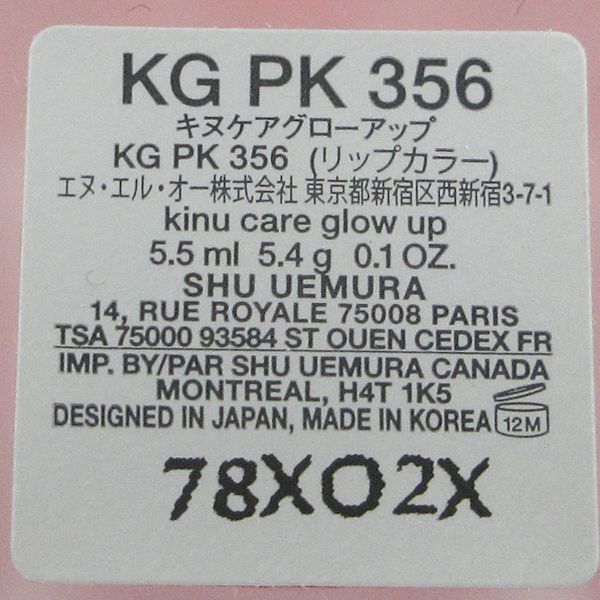 KG PK 356
キヌケアグローアップ
KG PK 356 (リップカラー)
エヌ・エル・オー株式会社 東京都新宿区西新宿3-7-1
kinu care glow up
5.5 ml 5.4 g 0.1 OZ.
SHU UEMURA
14, RUE ROYALE 75008 PARIS
TSA 75000 93584 ST OUEN CEDEX FR
IMP. BY/PAR SHU UEMURA CANADA
MONTREAL, H4T 1K5
DESIGNED IN JAPAN, MADE IN KOREA 12M
78X02X